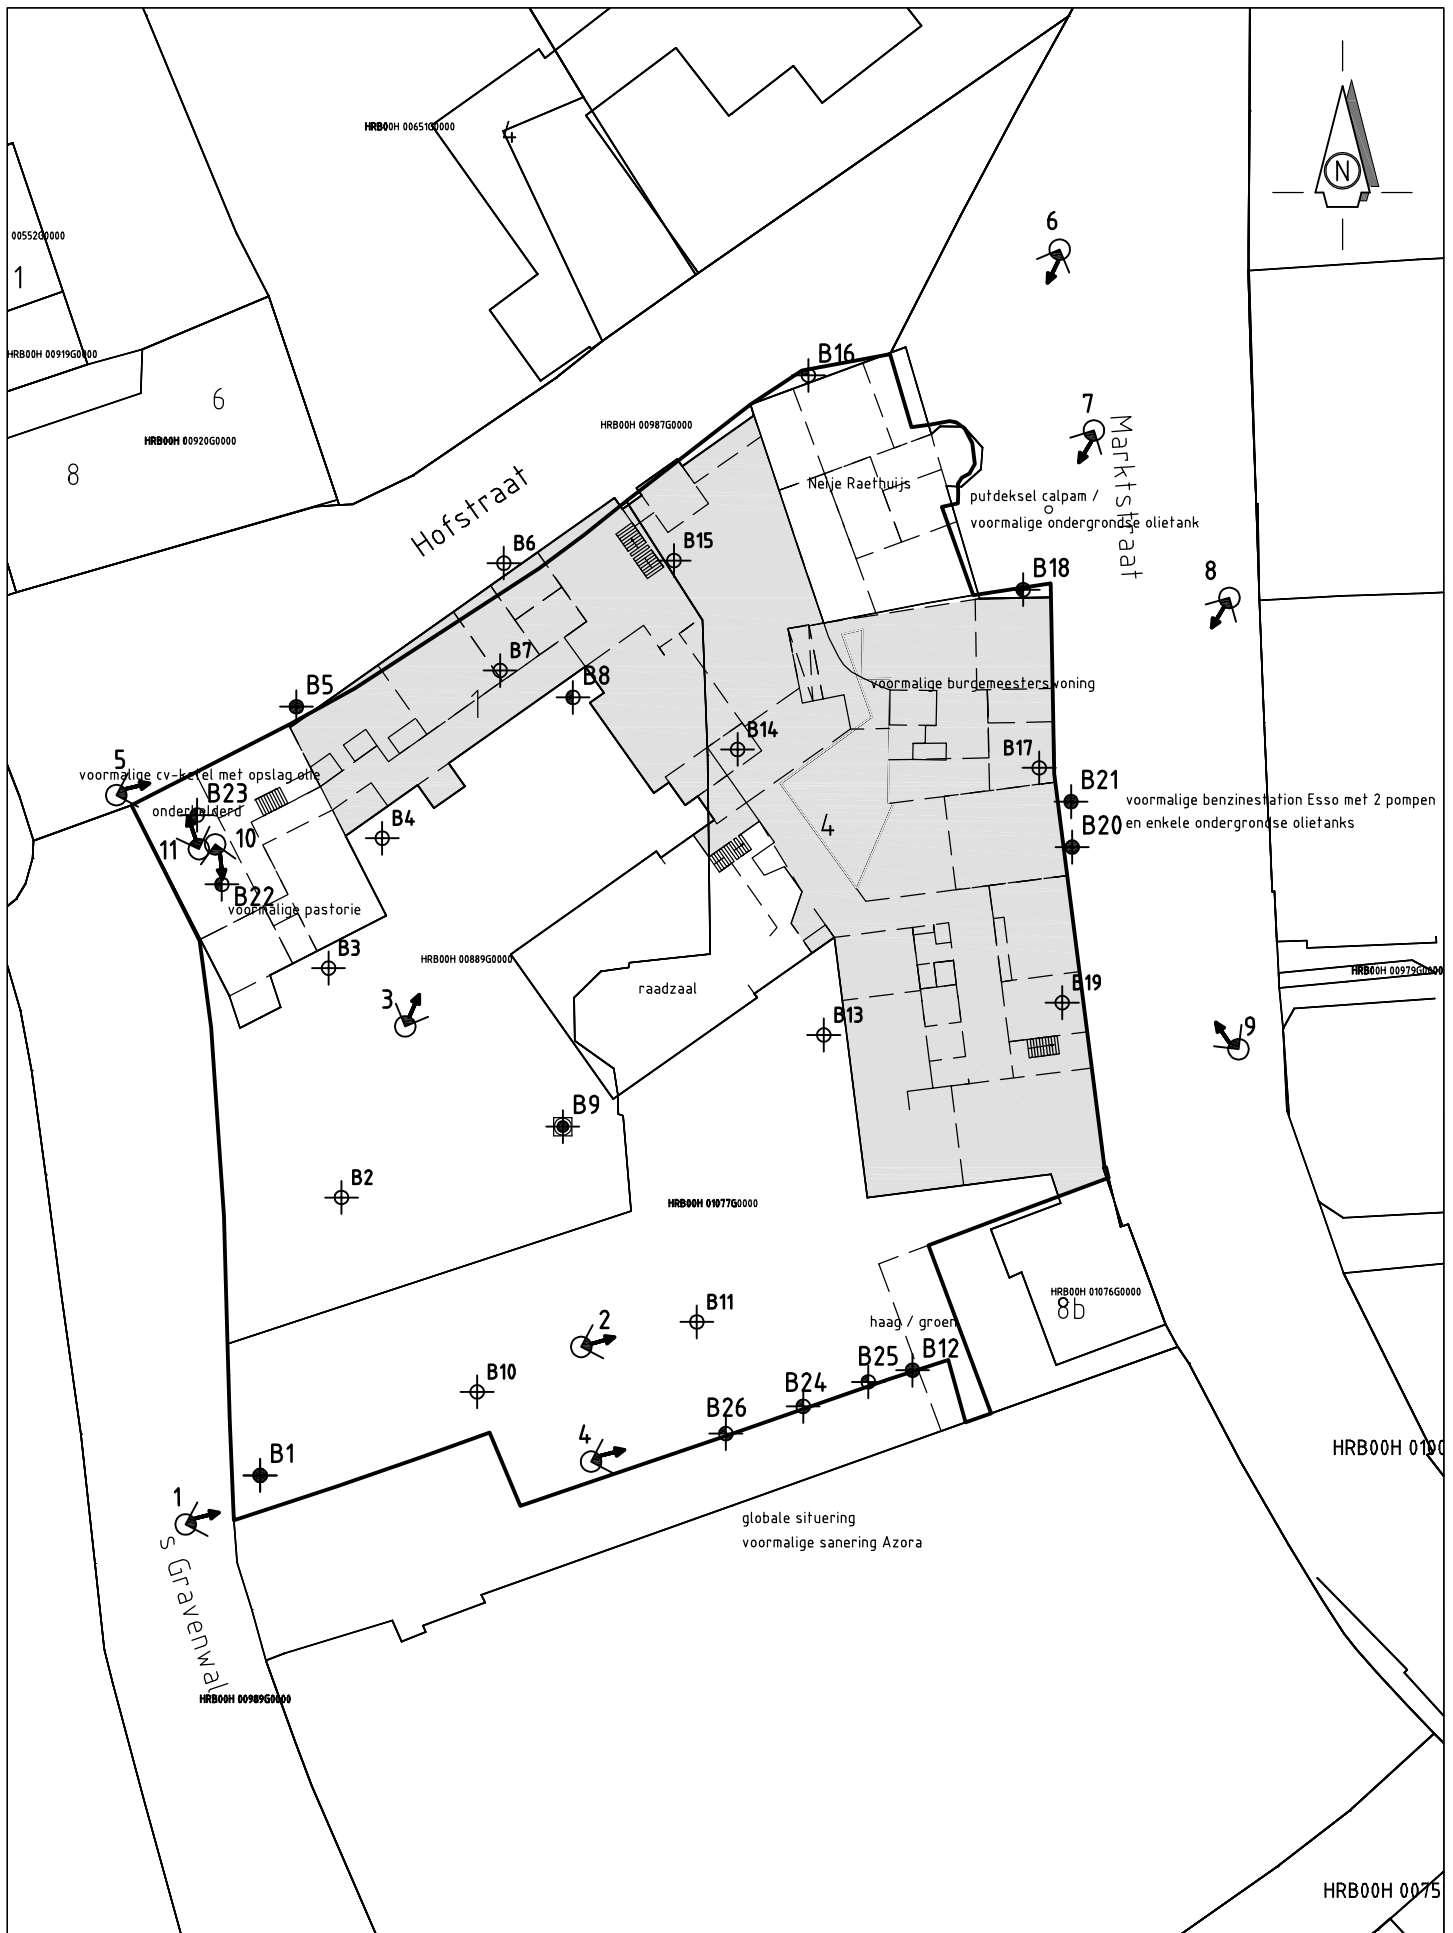 N
HRB00H 00651G0000
4
00552G0000
1
6
HRB00H 00919G0000
B16
6
7
HRB00H 00987G0000
HRB00H 00920G0000
8
Marktstraat
Hofstraat
putdeksel calpam /
voormalige ondergrondse olietank
B6
B15
B18
8
B7
B8
B5
voormalige burgemeesterswoning
B14
B17
5
voormalige cv-ketel met opslag olie
onderkelderd
B23
B21
voormalige benzinestation Esso met 2 pompen
en enkele ondergrondse olietanks
B20
B4
4
11
10
B22
voormalige pastorie
B3
HRB00H 00889G0000
HRB00H 00979G0000
raadzaal
3
B19
B13
9
B9
B2
HRB00H 01077G0000
HRB00H 01076G0000
8b
B11
2
haag / groen
B12
B25
B10
B24
B26
4
B1
HRB00H 0100
1
globale situering
voormalige sanering Azora
s Gravenwal
HRB00H 00989G0000
HRB00H 0075